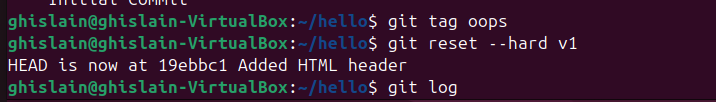 Initial Commit
ghislain@ghislain-VirtualBox:~/hello$ git tag oops
ghislain@ghislain-VirtualBox:~/hello$ git reset --hard v1
HEAD is now at 19ebbc1 Added HTML header
ghislain@ghislain-VirtualBox:~/hello$ git log